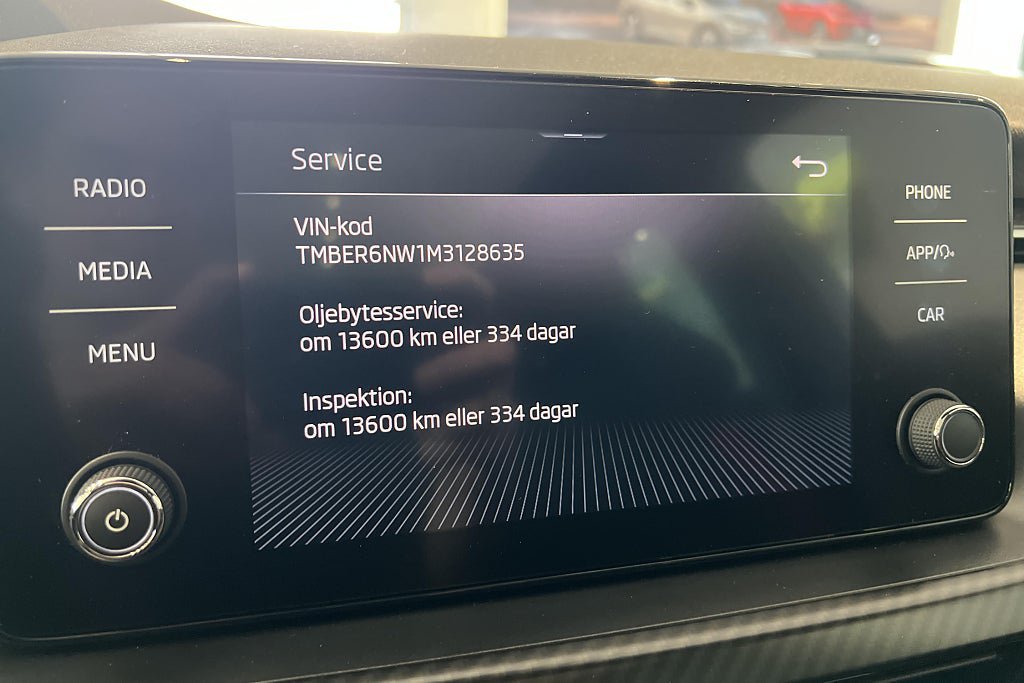 RADIO
MEDIA
MENU
Service
VIN-kod
TMBER6NW1M3128635
Oljebytesservice:
om 13600 km eller 334 dagar
Inspektion:
om 13600 km eller 334 dagar
PHONE
APP/
CAR